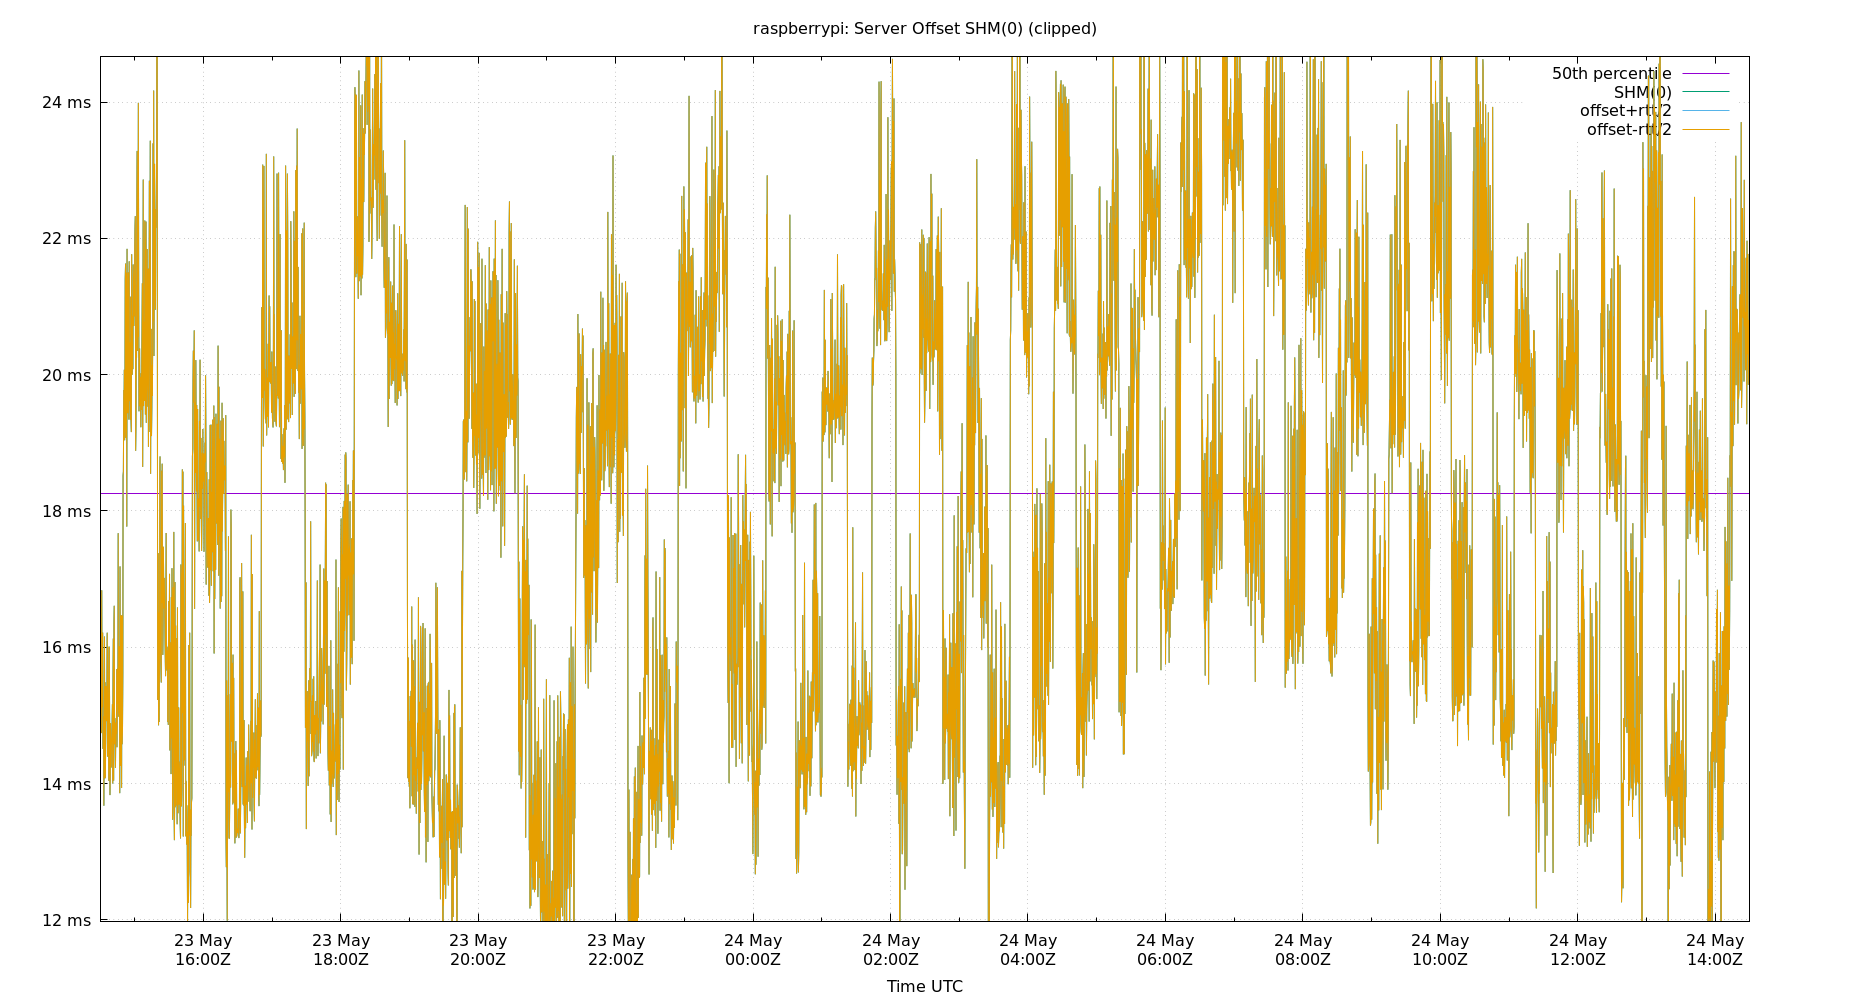 raspberrypi: Server Offset SHM(0) (clipped)
50th percentile
SHM(0)
offset+rtt/2
offset-rtt/2
24 ms
22 ms
20 ms
18 ms
16 ms
14 ms
12 ms
23 May 23 May 23 May 23 May 24 May 24 May 24 May 24 May 24 May 24 May 24 May 24 May
16:00Z 18:00Z 20:00Z 22:00Z 00:00Z 02:00Z 04:00Z 06:00Z 08:00Z 10:00Z 12:00Z 14:00Z
Time UTC